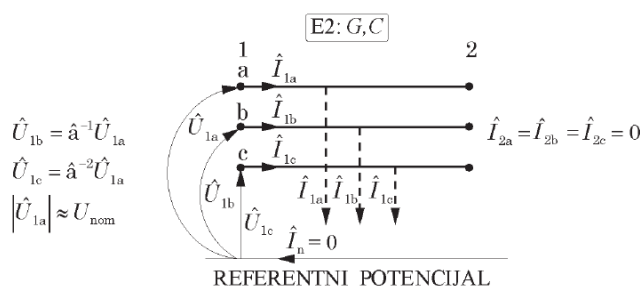 E2: G,C
1
2
a
Î₁ₐ
b
Î₁b
Û₁ₐ
c
Î₁c
Û₁b = â⁻¹Û₁ₐ
Û₁c = â⁻²Û₁ₐ
|Û₁ₐ| ≈ Uₙₒₘ
Î₂ₐ = Î₂b = Î₂c = 0
Û₁b
Û₁c
Î₁ₐ
Î₁b
Î₁c
Îₙ = 0
REFERENTNI POTENCIJAL